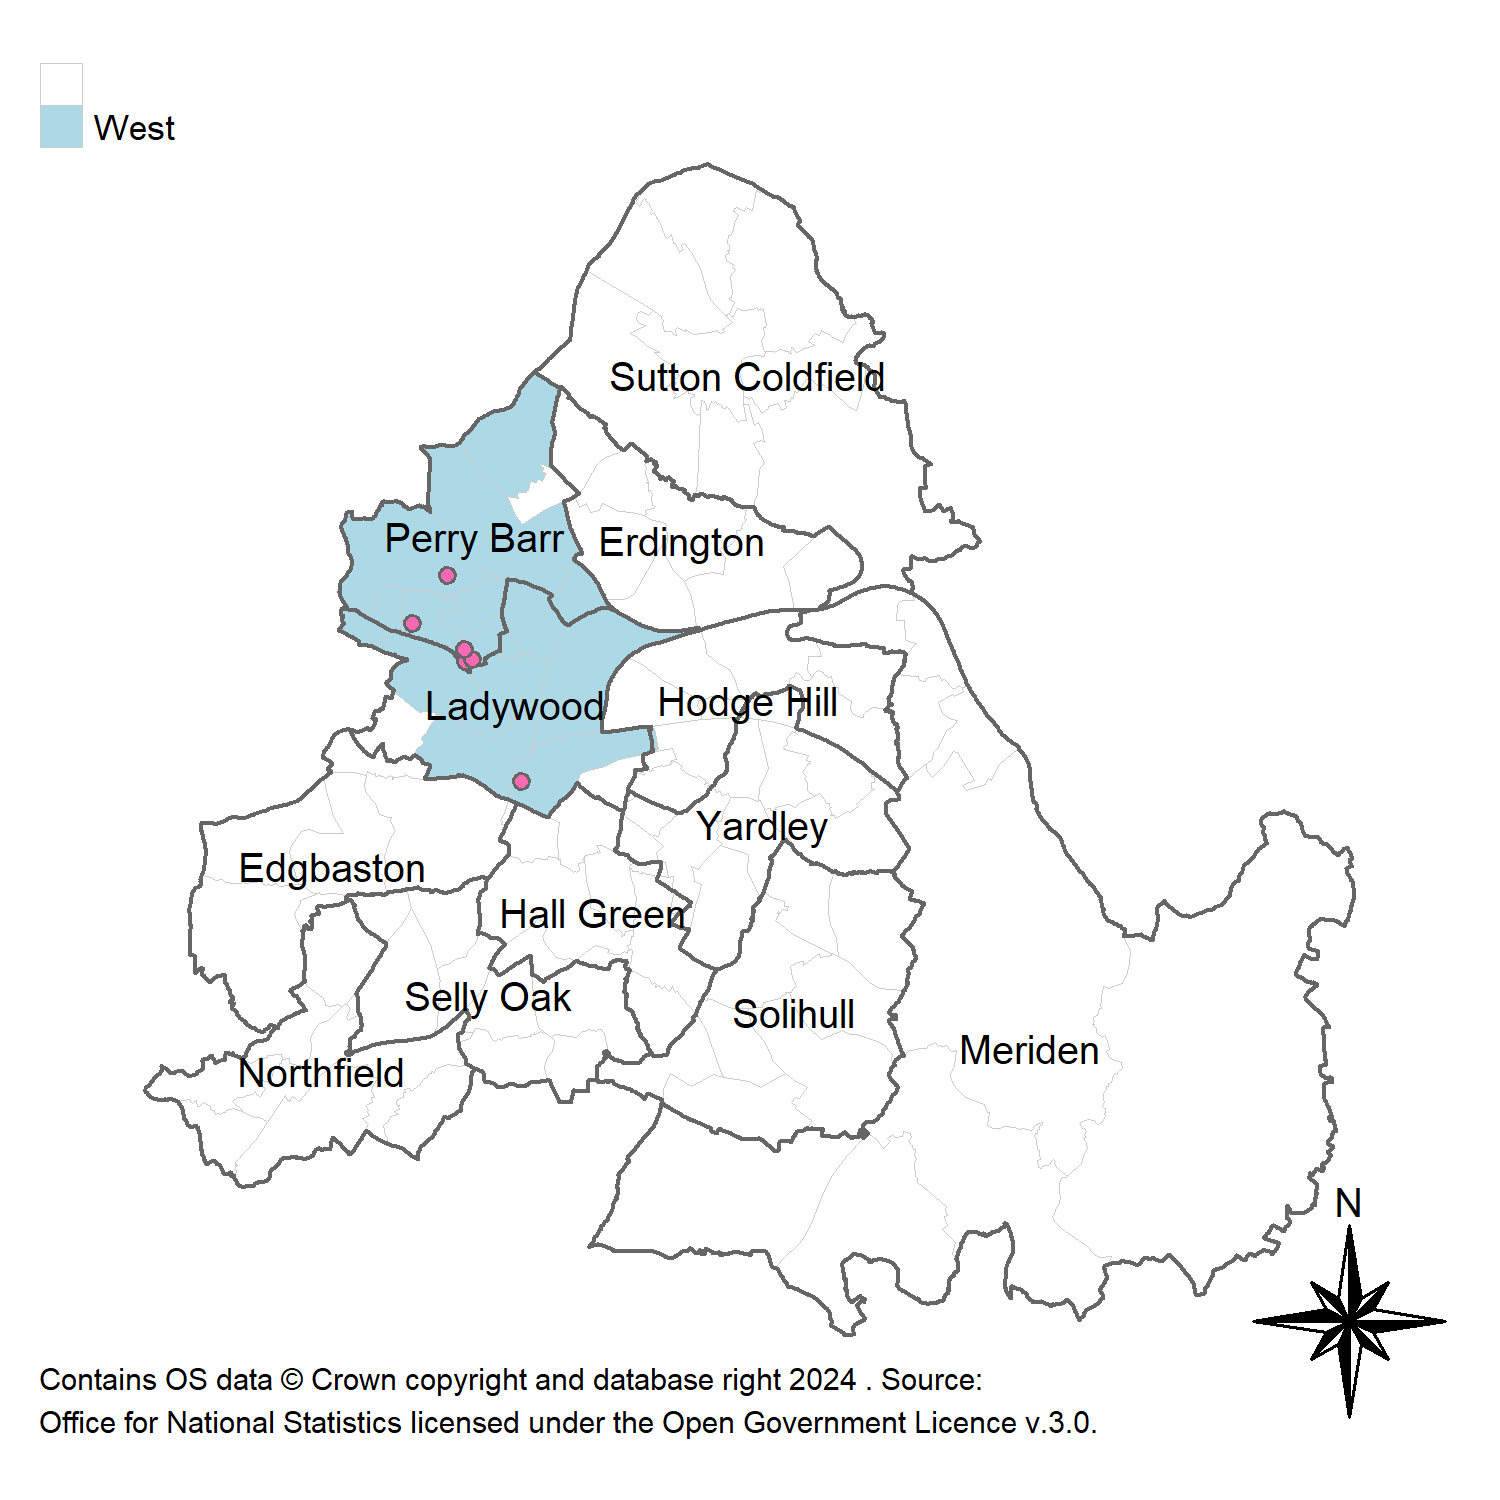 West
Sutton Coldfield
Perry Barr
Erdington
Ladywood
Hodge Hill
Yardley
Edgbaston
Hall Green
Selly Oak
Solihull
Meriden
Northfield
N
Contains OS data © Crown copyright and database right 2024 . Source:
Office for National Statistics licensed under the Open Government Licence v.3.0.